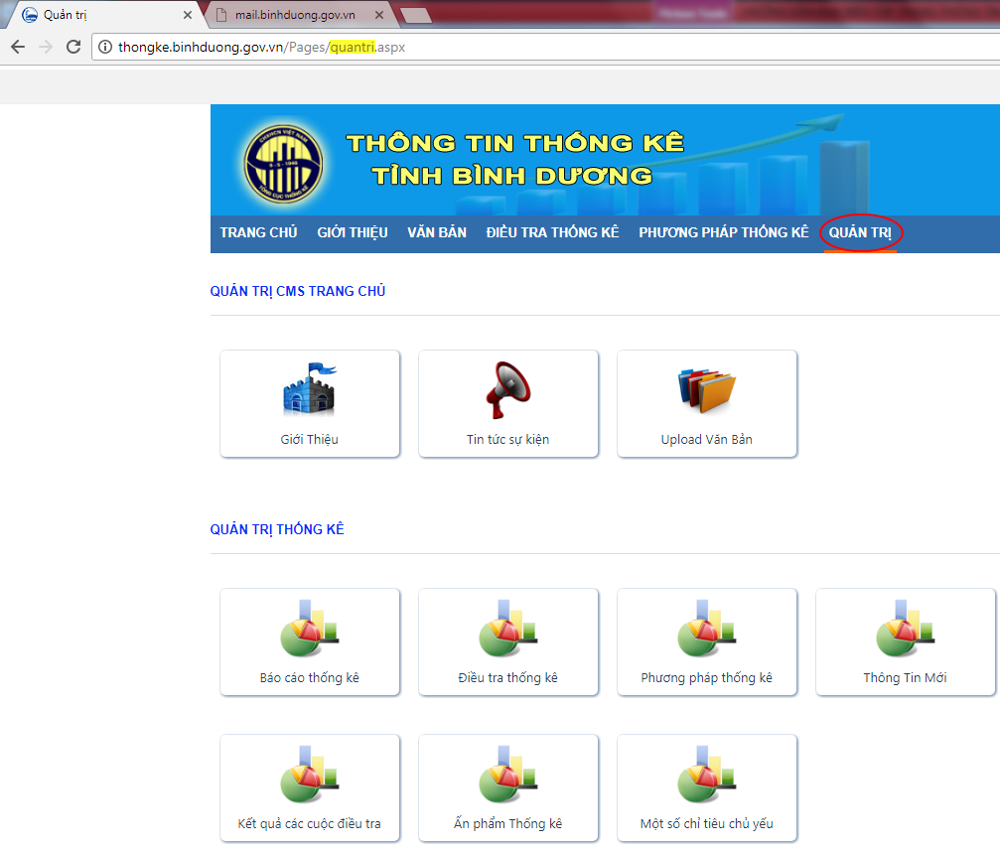 Quản trị
mail.binhduong.gov.vn
thongke.binhduong.gov.vn/Pages/quantri.aspx
THÔNG TIN THỐNG KÊ
TỈNH BÌNH DƯƠNG
TRANG CHỦ GIỚI THIỆU VĂN BẢN ĐIỀU TRA THỐNG KÊ PHƯƠNG PHÁP THỐNG KÊ QUẢN TRỊ
QUẢN TRỊ CMS TRANG CHỦ
Giới Thiệu
Tin tức sự kiện
Upload Văn Bản
QUẢN TRỊ THỐNG KÊ
Báo cáo thống kê
Điều tra thống kê
Phương pháp thống kê
Thông Tin Mới
Kết quả các cuộc điều tra
Ấn phẩm Thống kê
Một số chỉ tiêu chủ yếu